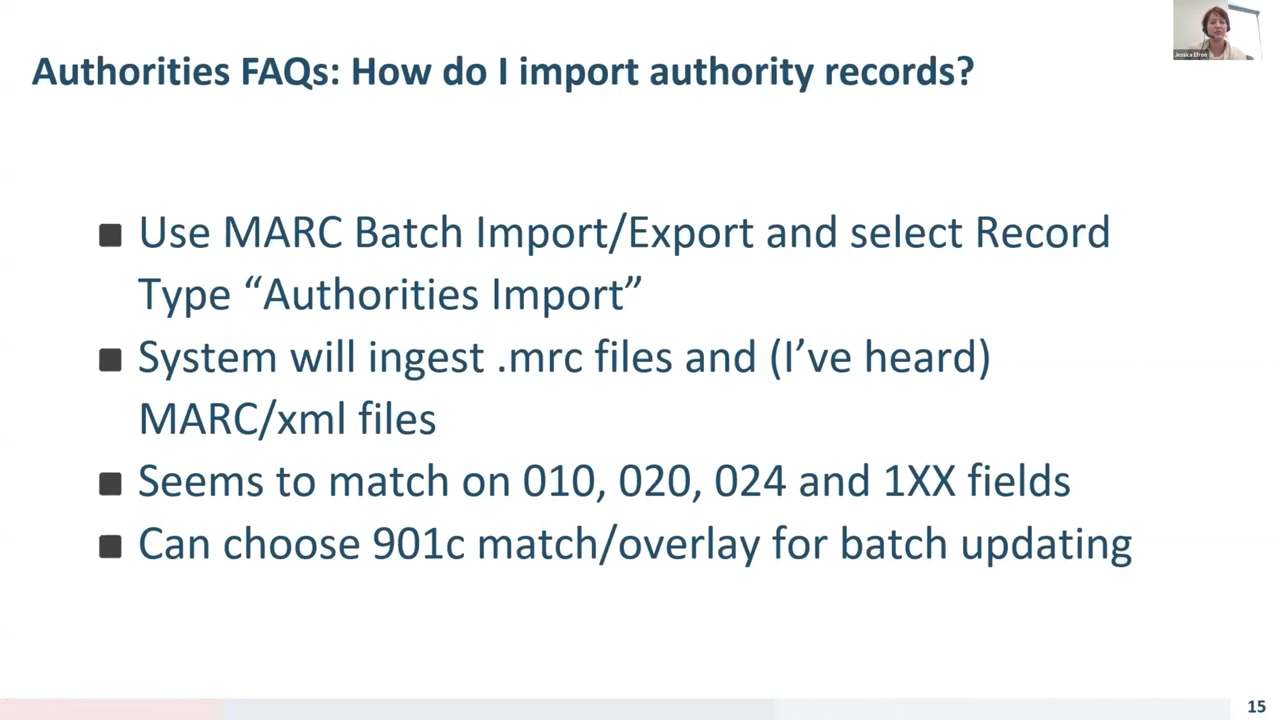 Authorities FAQs: How do I import authority records?
Jessica Efron
Use MARC Batch Import/Export and select Record
Type “Authorities Import”
System will ingest .mrc files and (I’ve heard)
MARC/xml files
Seems to match on 010, 020, 024 and 1XX fields
Can choose 901c match/overlay for batch updating
15